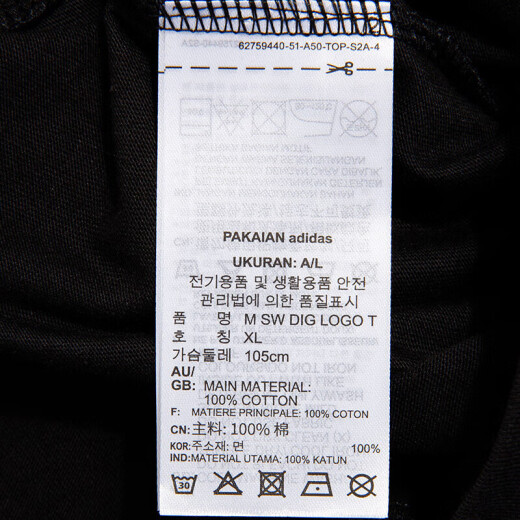 62759440-51-A50-TOP-S2A-4
PAKAIAN adidas
UKURAN: A/L
전기용품 및 생활용품 안전
관리법에 의한 품질표시
품 명 M SW DIG LOGO T
호 칭 XL
가슴둘레 105cm
AU/
GB: MAIN MATERIAL:
100% COTTON
F: MATIERE PRINCIPALE: 100% COTON
CN: 主料: 100% 棉
KOR: 주소재: 면 100%
IND: MATERIAL UTAMA: 100% KATUN
30